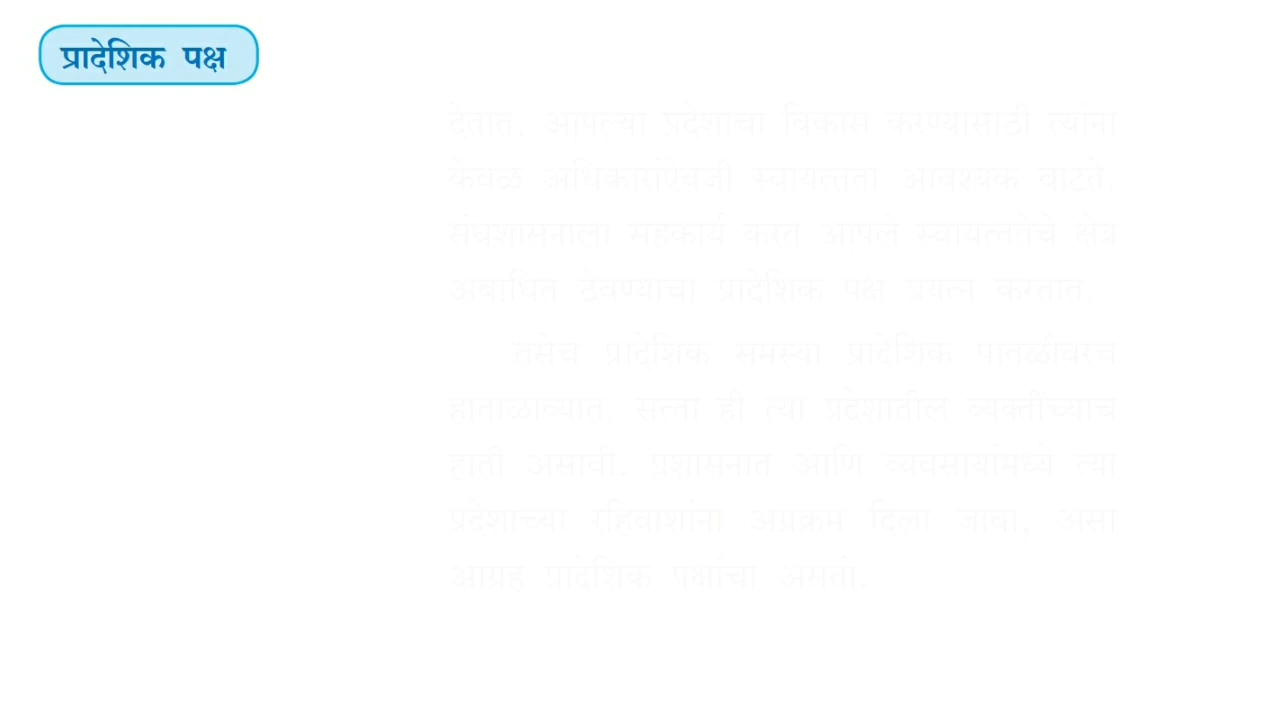 प्रादेशिक पक्ष
देतात. आपल्या प्रदेशाचा विकास करण्यासाठी त्यांना
केवळ अधिकारांऐवजी स्वायत्तता आवश्यक वाटते.
संघशासनाला सहकार्य करत आपले स्वायत्ततेचे क्षेत्र
अबाधित ठेवण्याचा प्रादेशिक पक्ष प्रयत्न करतात.
तसेच प्रादेशिक समस्या प्रादेशिक पातळीवरच
हाताळाव्यात, सत्ता ही त्या प्रदेशातील व्यक्तींच्याच
हाती असावी. प्रशासनात आणि व्यवसायांमध्ये त्या
प्रदेशाच्या रहिवाशांना अग्रक्रम दिला जावा, असा
आग्रह प्रादेशिक पक्षांचा असतो.